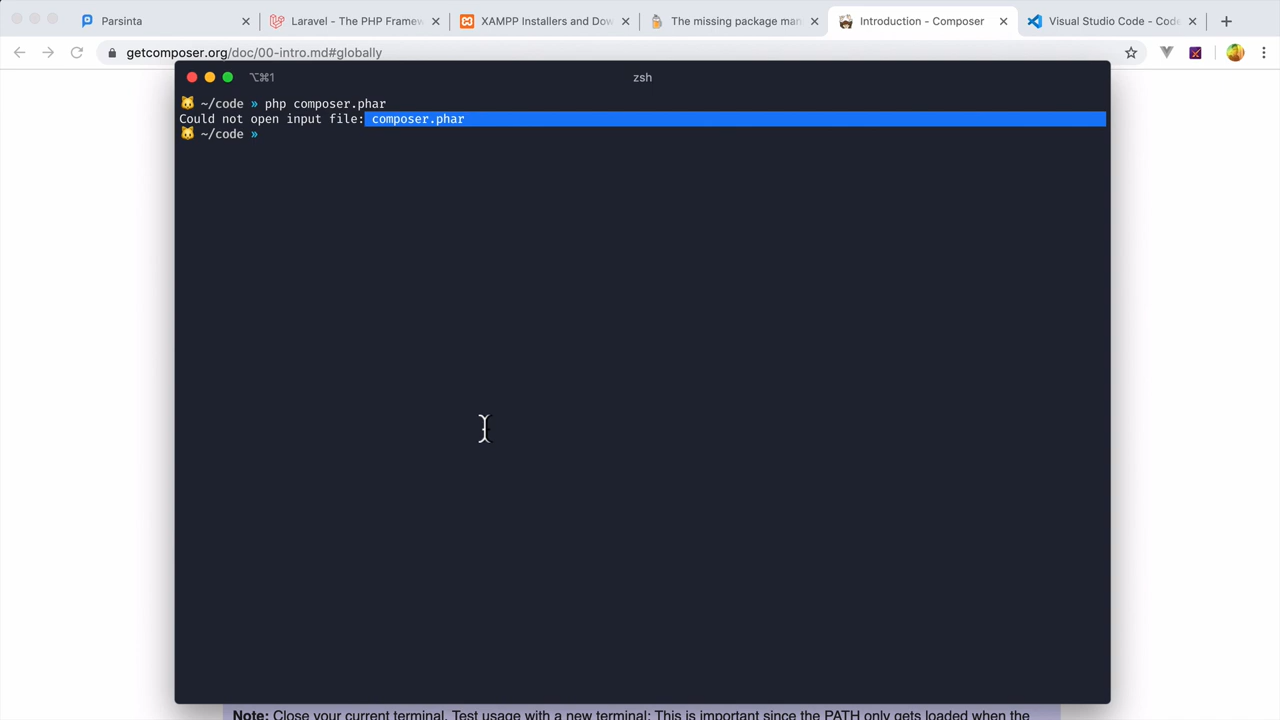 Parsinta
Laravel - The PHP Framew
XAMPP Installers and Dow
The missing package man
Introduction - Composer
Visual Studio Code - Code
getcomposer.org/doc/00-intro.md#globally
⌥⌘1
zsh
~/code » php composer.phar
Could not open input file: composer.phar
~/code »
Note: Close your current terminal. Test usage with a new terminal: This is important since the PATH only gets loaded when the